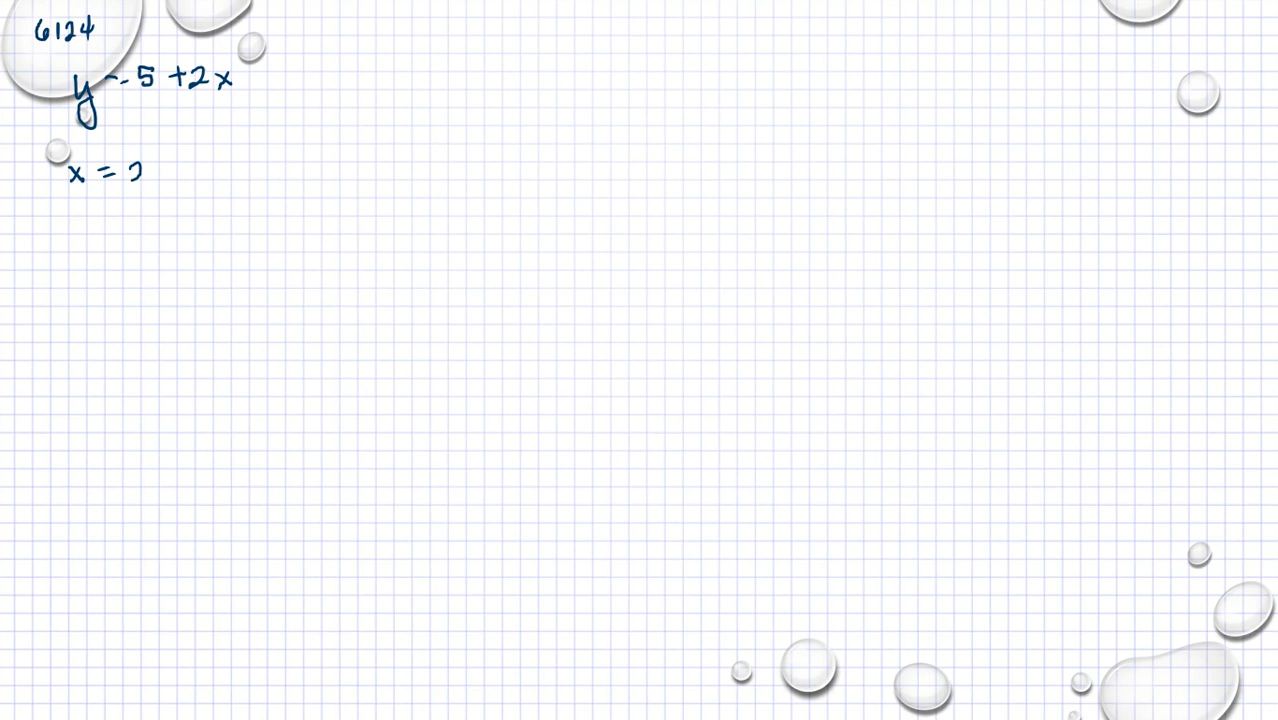 6124
y = -5 + 2x
x =